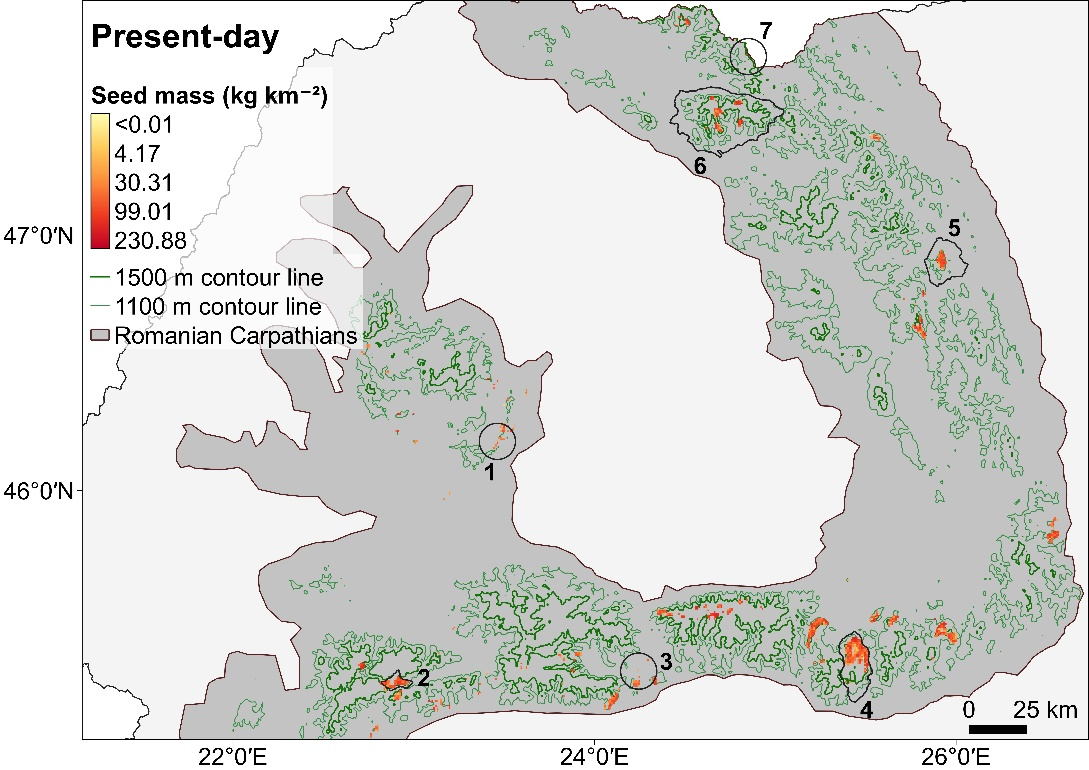 Present-day
Seed mass (kg km⁻²)
<0.01
4.17
30.31
99.01
230.88
1500 m contour line
1100 m contour line
Romanian Carpathians
7
6
5
1
2
3
4
47°0′N
46°0′N
0 25 km
22°0′E 24°0′E 26°0′E